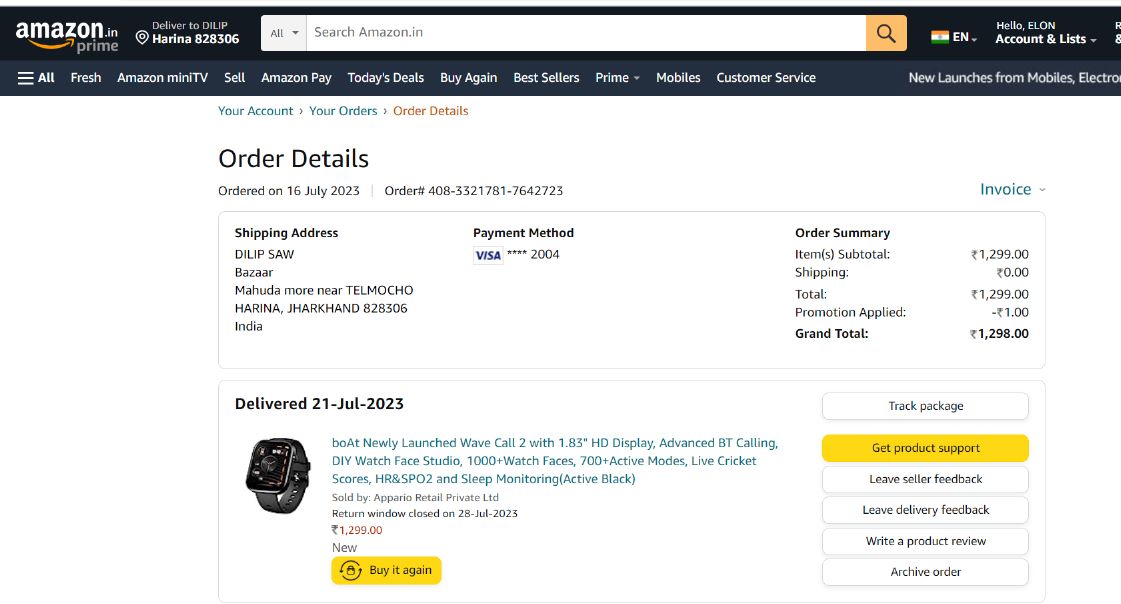 amazon.in
prime
Deliver to DILIP
Harina 828306
All
Search Amazon.in
EN
Hello, ELON
Account & Lists
R
&
All Fresh Amazon miniTV Sell Amazon Pay Today's Deals Buy Again Best Sellers Prime Mobiles Customer Service New Launches from Mobiles, Electro
Your Account › Your Orders › Order Details
Order Details
Ordered on 16 July 2023 | Order# 408-3321781-7642723
Invoice
Shipping Address
DILIP SAW
Bazaar
Mahuda more near TELMOCHO
HARINA, JHARKHAND 828306
India
Payment Method
VISA **** 2004
Order Summary
Item(s) Subtotal: ₹1,299.00
Shipping: ₹0.00
Total: ₹1,299.00
Promotion Applied: -₹1.00
Grand Total: ₹1,298.00
Delivered 21-Jul-2023
boAt Newly Launched Wave Call 2 with 1.83" HD Display, Advanced BT Calling,
DIY Watch Face Studio, 1000+Watch Faces, 700+Active Modes, Live Cricket
Scores, HR&SPO2 and Sleep Monitoring(Active Black)
Sold by: Appario Retail Private Ltd
Return window closed on 28-Jul-2023
₹1,299.00
New
Buy it again
Track package
Get product support
Leave seller feedback
Leave delivery feedback
Write a product review
Archive order